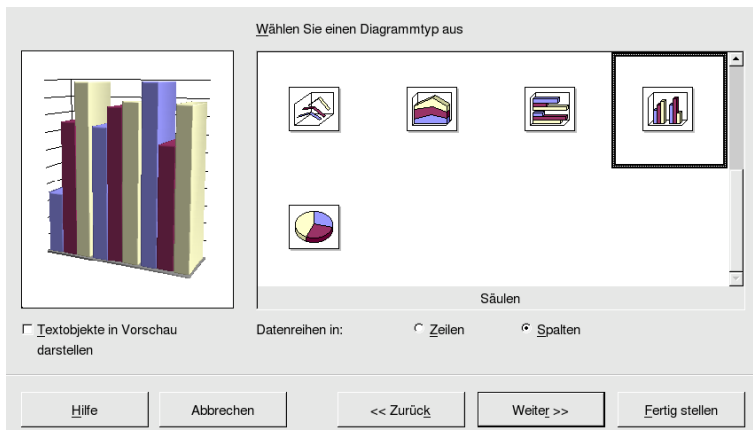 Wählen Sie einen Diagrammtyp aus
Säulen
Textobjekte in Vorschau
darstellen
Datenreihen in:
Zeilen
Spalten
Hilfe
Abbrechen
<< Zurück
Weiter >>
Fertig stellen